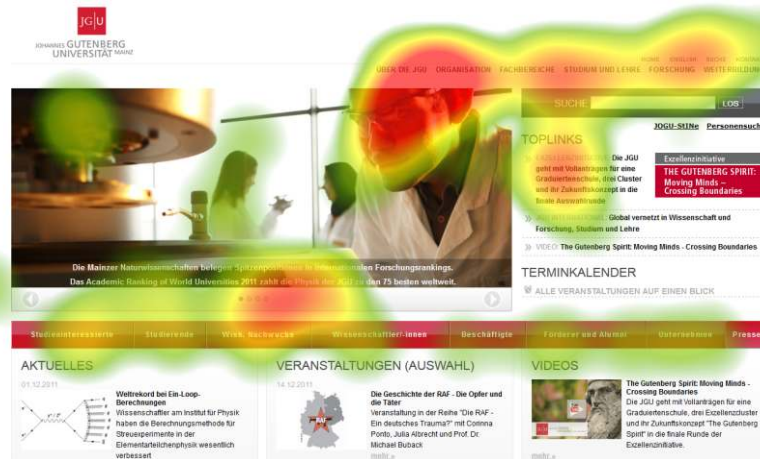 JG|U
JOHANNES GUTENBERG
UNIVERSITÄT MAINZ
HOME ENGLISH SUCHE
ÜBER DIE JGU ORGANISATION FACHBEREICHE STUDIUM UND LEHRE FORSCHUNG WEITERBILDUN
SUCHE LOS
JOGU-StINe Personensuch
TOPLINKS
EXZELLENZINITIATIVE: Die JGU
geht mit Vollanträgen für eine
Graduiertenschule, drei Cluster
und ihr Zukunftskonzept in die
finale Auswahlrunde
Exzellenzinitiative
THE GUTENBERG SPIRIT:
Moving Minds –
Crossing Boundaries
JGU INTERNATIONAL: Global vernetzt in Wissenschaft und
Forschung, Studium und Lehre
VIDEO: The Gutenberg Spirit: Moving Minds - Crossing Boundaries
TERMINKALENDER
ALLE VERANSTALTUNGEN AUF EINEN BLICK
Die Mainzer Naturwissenschaften belegen Spitzenpositionen in internationalen Forschungsrankings.
Das Academic Ranking of World Universities 2011 zählt die Physik der JGU zu den 75 besten weltweit.
Studieninteressierte Studierende Wiss. Nachwuchs Wissenschaftler/-innen Beschäftigte Förderer und Alumni Unternehmen Presse
AKTUELLES
01.12.2011
Weltrekord bei Ein-Loop-
Berechnungen
Wissenschaftler am Institut für Physik
haben die Berechnungsmethode für
Streuexperimente in der
Elementarteilchenphysik wesentlich
verbessert
VERANSTALTUNGEN (AUSWAHL)
14.12.2011
RAF
Die Geschichte der RAF - Die Opfer und
die Täter
Veranstaltung in der Reihe "Die RAF -
Ein deutsches Trauma?" mit Corinna
Ponto, Julia Albrecht und Prof. Dr.
Michael Buback
mehr »
VIDEOS
The Gutenberg Spirit: Moving Minds -
Crossing Boundaries
Die JGU geht mit Vollanträgen für eine
Graduiertenschule, drei Exzellenzcluster
und ihr Zukunftskonzept "The Gutenberg
Spirit" in die finale Runde der
Exzellenzinitiative.
mehr »